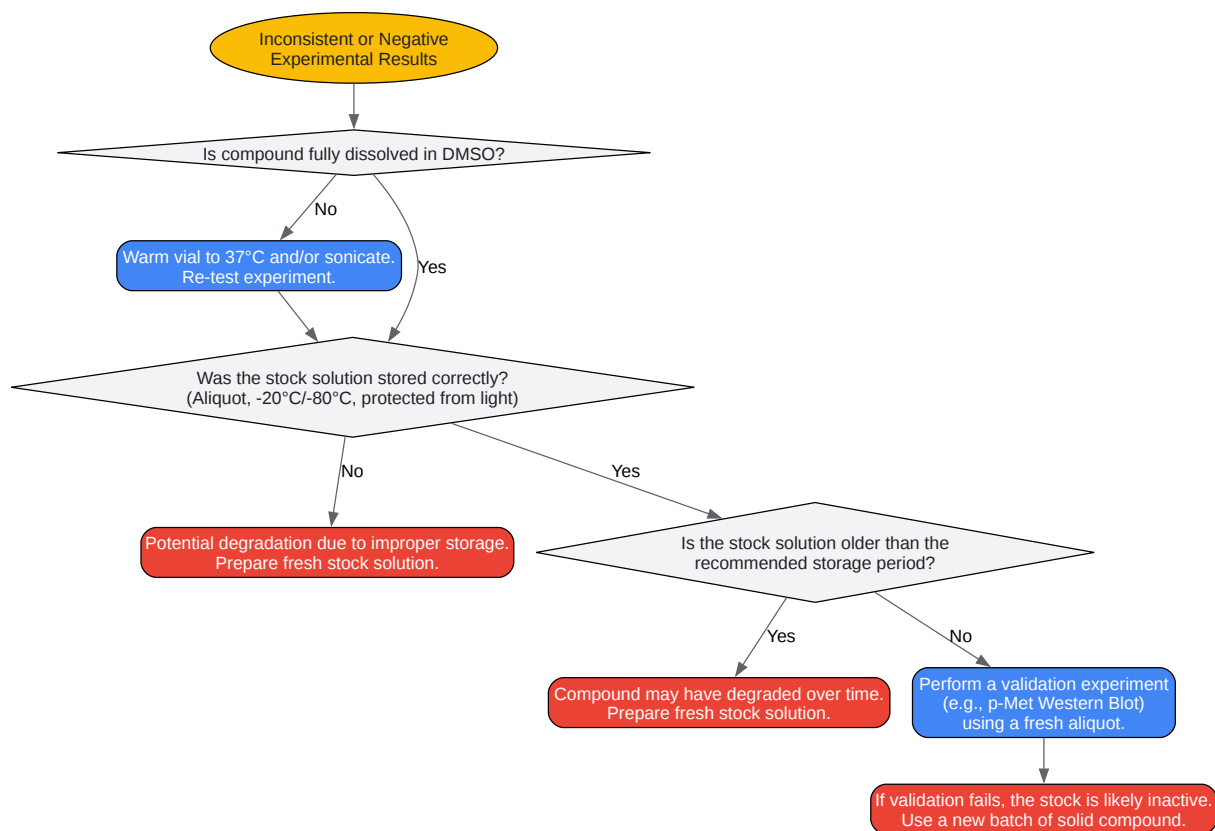 Inconsistent or Negative
Experimental Results
Is compound fully dissolved in DMSO?
No
Warm vial to 37°C and/or sonicate.
Re-test experiment.
Yes
Was the stock solution stored correctly?
(Aliquot, -20°C/-80°C, protected from light)
No
Yes
Potential degradation due to improper storage.
Prepare fresh stock solution.
Is the stock solution older than the
recommended storage period?
Yes
No
Compound may have degraded over time.
Prepare fresh stock solution.
Perform a validation experiment
(e.g., p-Met Western Blot)
using a fresh aliquot.
If validation fails, the stock is likely inactive.
Use a new batch of solid compound.